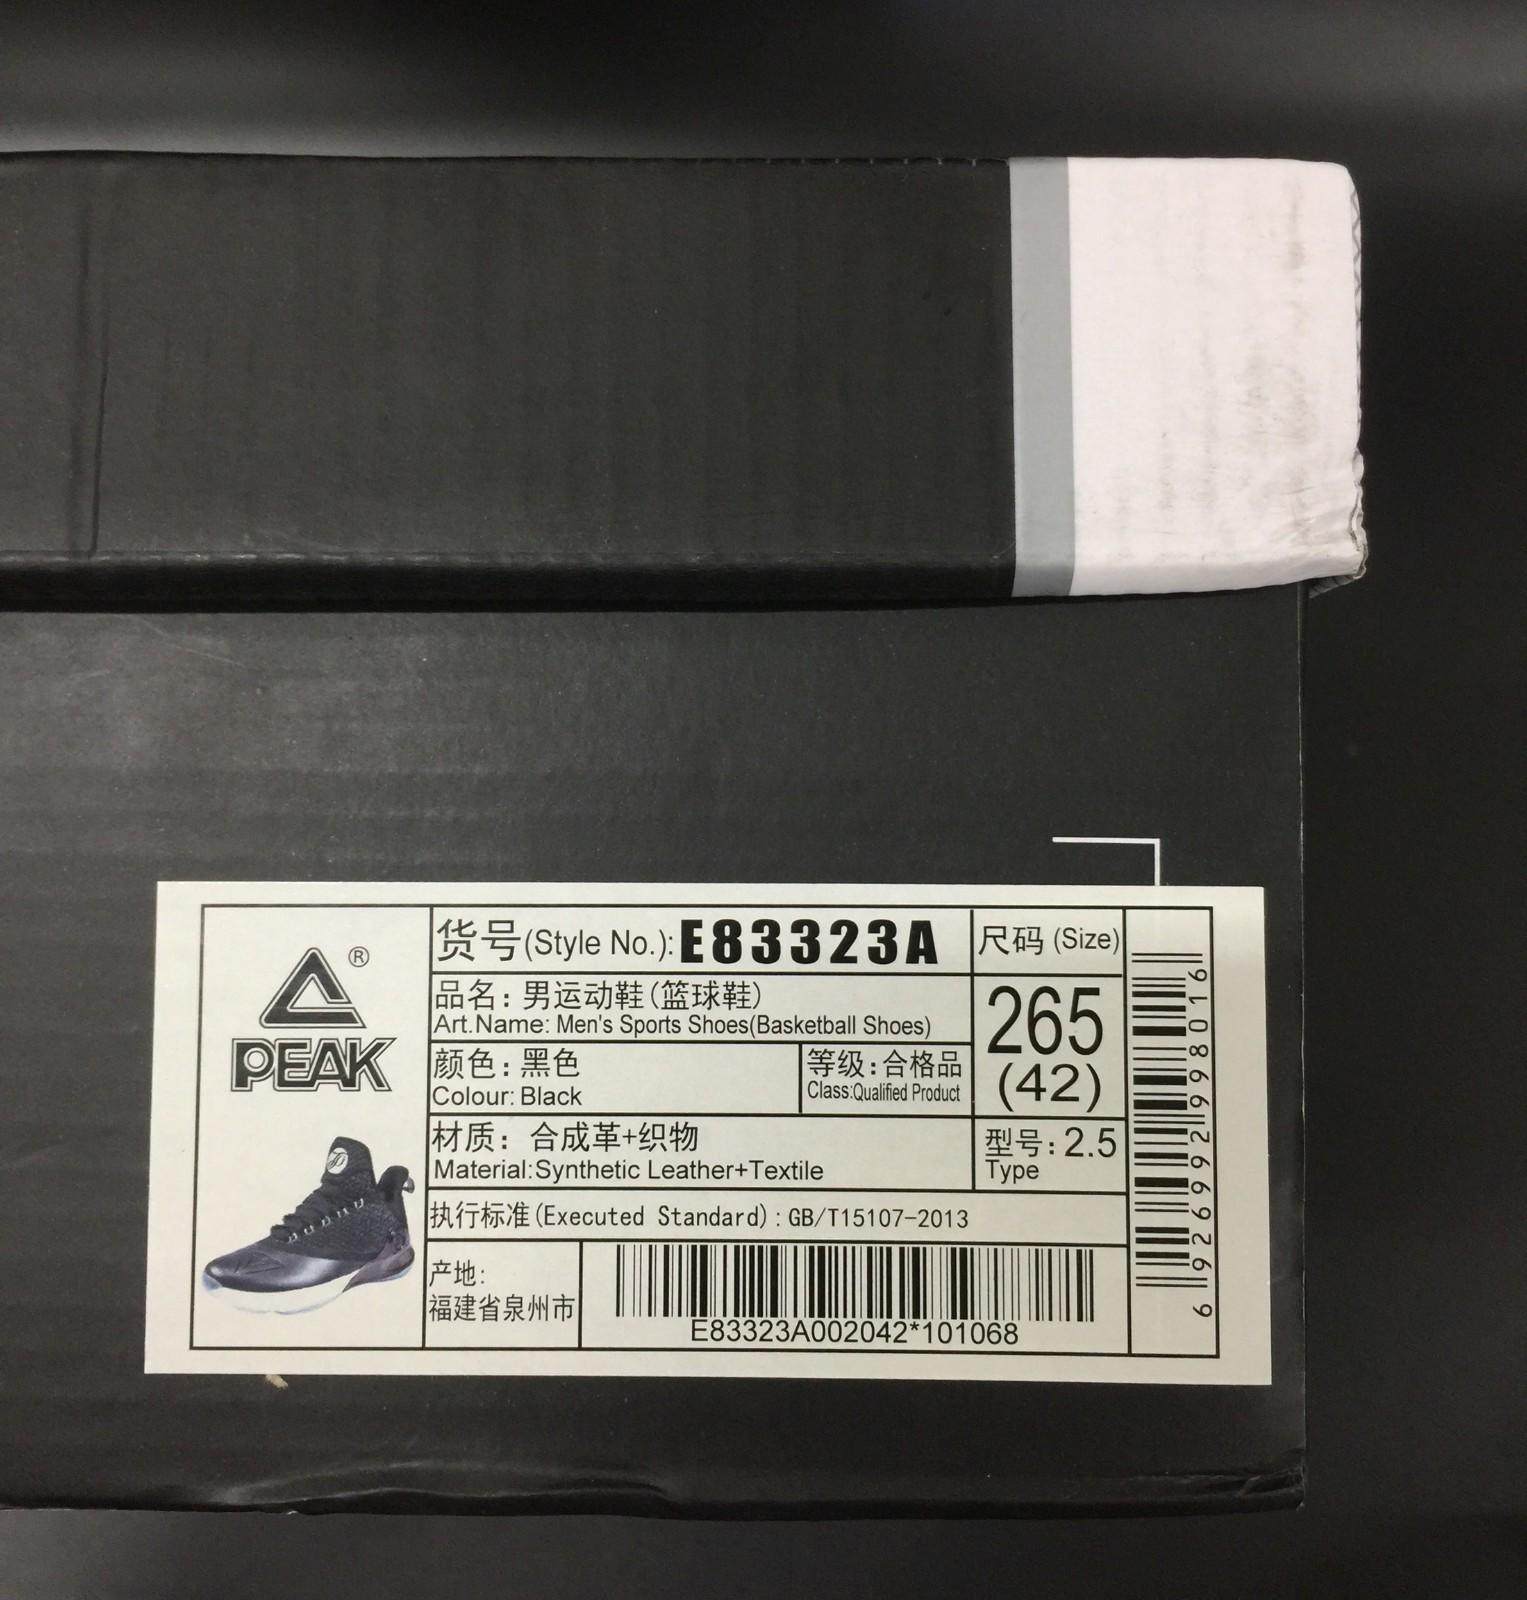 ®
PEAK
货号(Style No.):E83323A
尺码 (Size)
品名: 男运动鞋(篮球鞋)
Art.Name: Men's Sports Shoes(Basketball Shoes)
265
(42)
颜色: 黑色
Colour: Black
等级:合格品
Class:Qualified Product
材质: 合成革+织物
Material:Synthetic Leather+Textile
型号: 2.5
Type
执行标准(Executed Standard): GB/T15107-2013
产地:
福建省泉州市
E83323A002042*101068
6926992998016